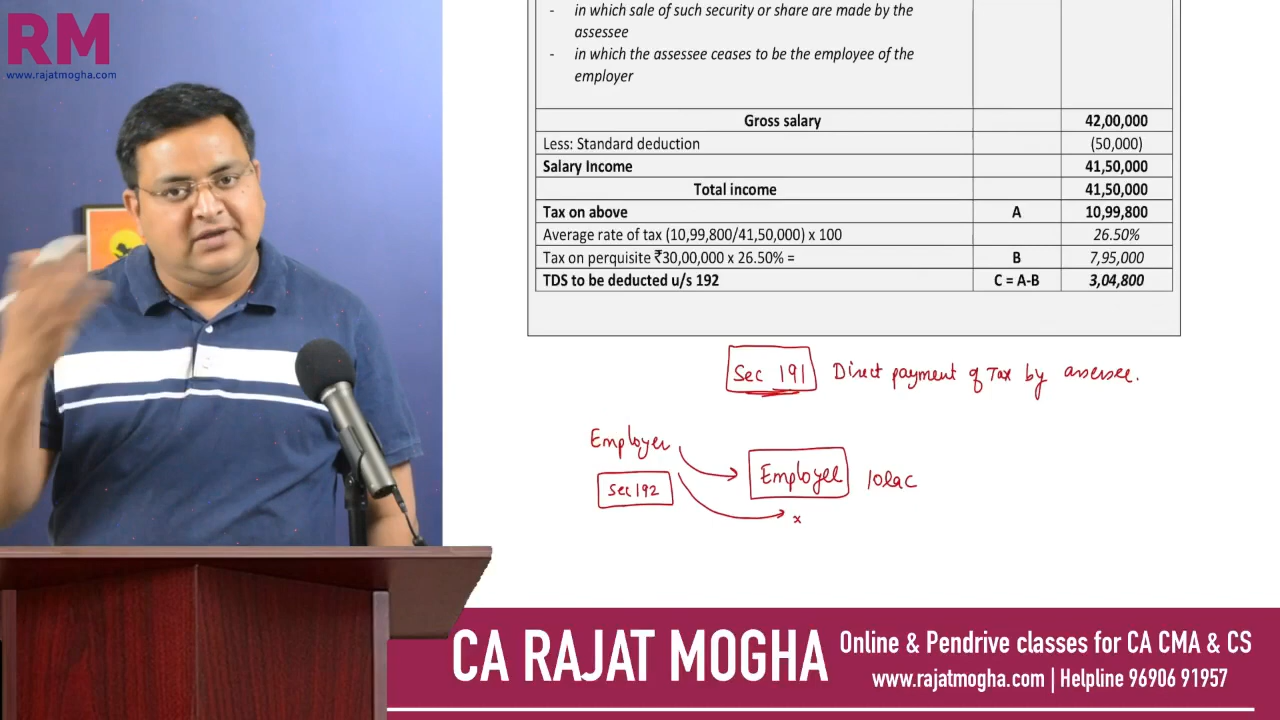 RM
www.rajatmogha.com
- in which sale of such security or share are made by the
assessee
- in which the assessee ceases to be the employee of the
employer
Gross salary 42,00,000
Less: Standard deduction (50,000)
Salary Income 41,50,000
Total income 41,50,000
Tax on above A 10,99,800
Average rate of tax (10,99,800/41,50,000) x 100 26.50%
Tax on perquisite ₹30,00,000 x 26.50% = B 7,95,000
TDS to be deducted u/s 192 C = A-B 3,04,800
Sec 191 Direct payment of Tax by assessee.
Employer
Sec 192
Employee 10lac
x
CA RAJAT MOGHA
Online & Pendrive classes for CA CMA & CS
www.rajatmogha.com | Helpline 96906 91957